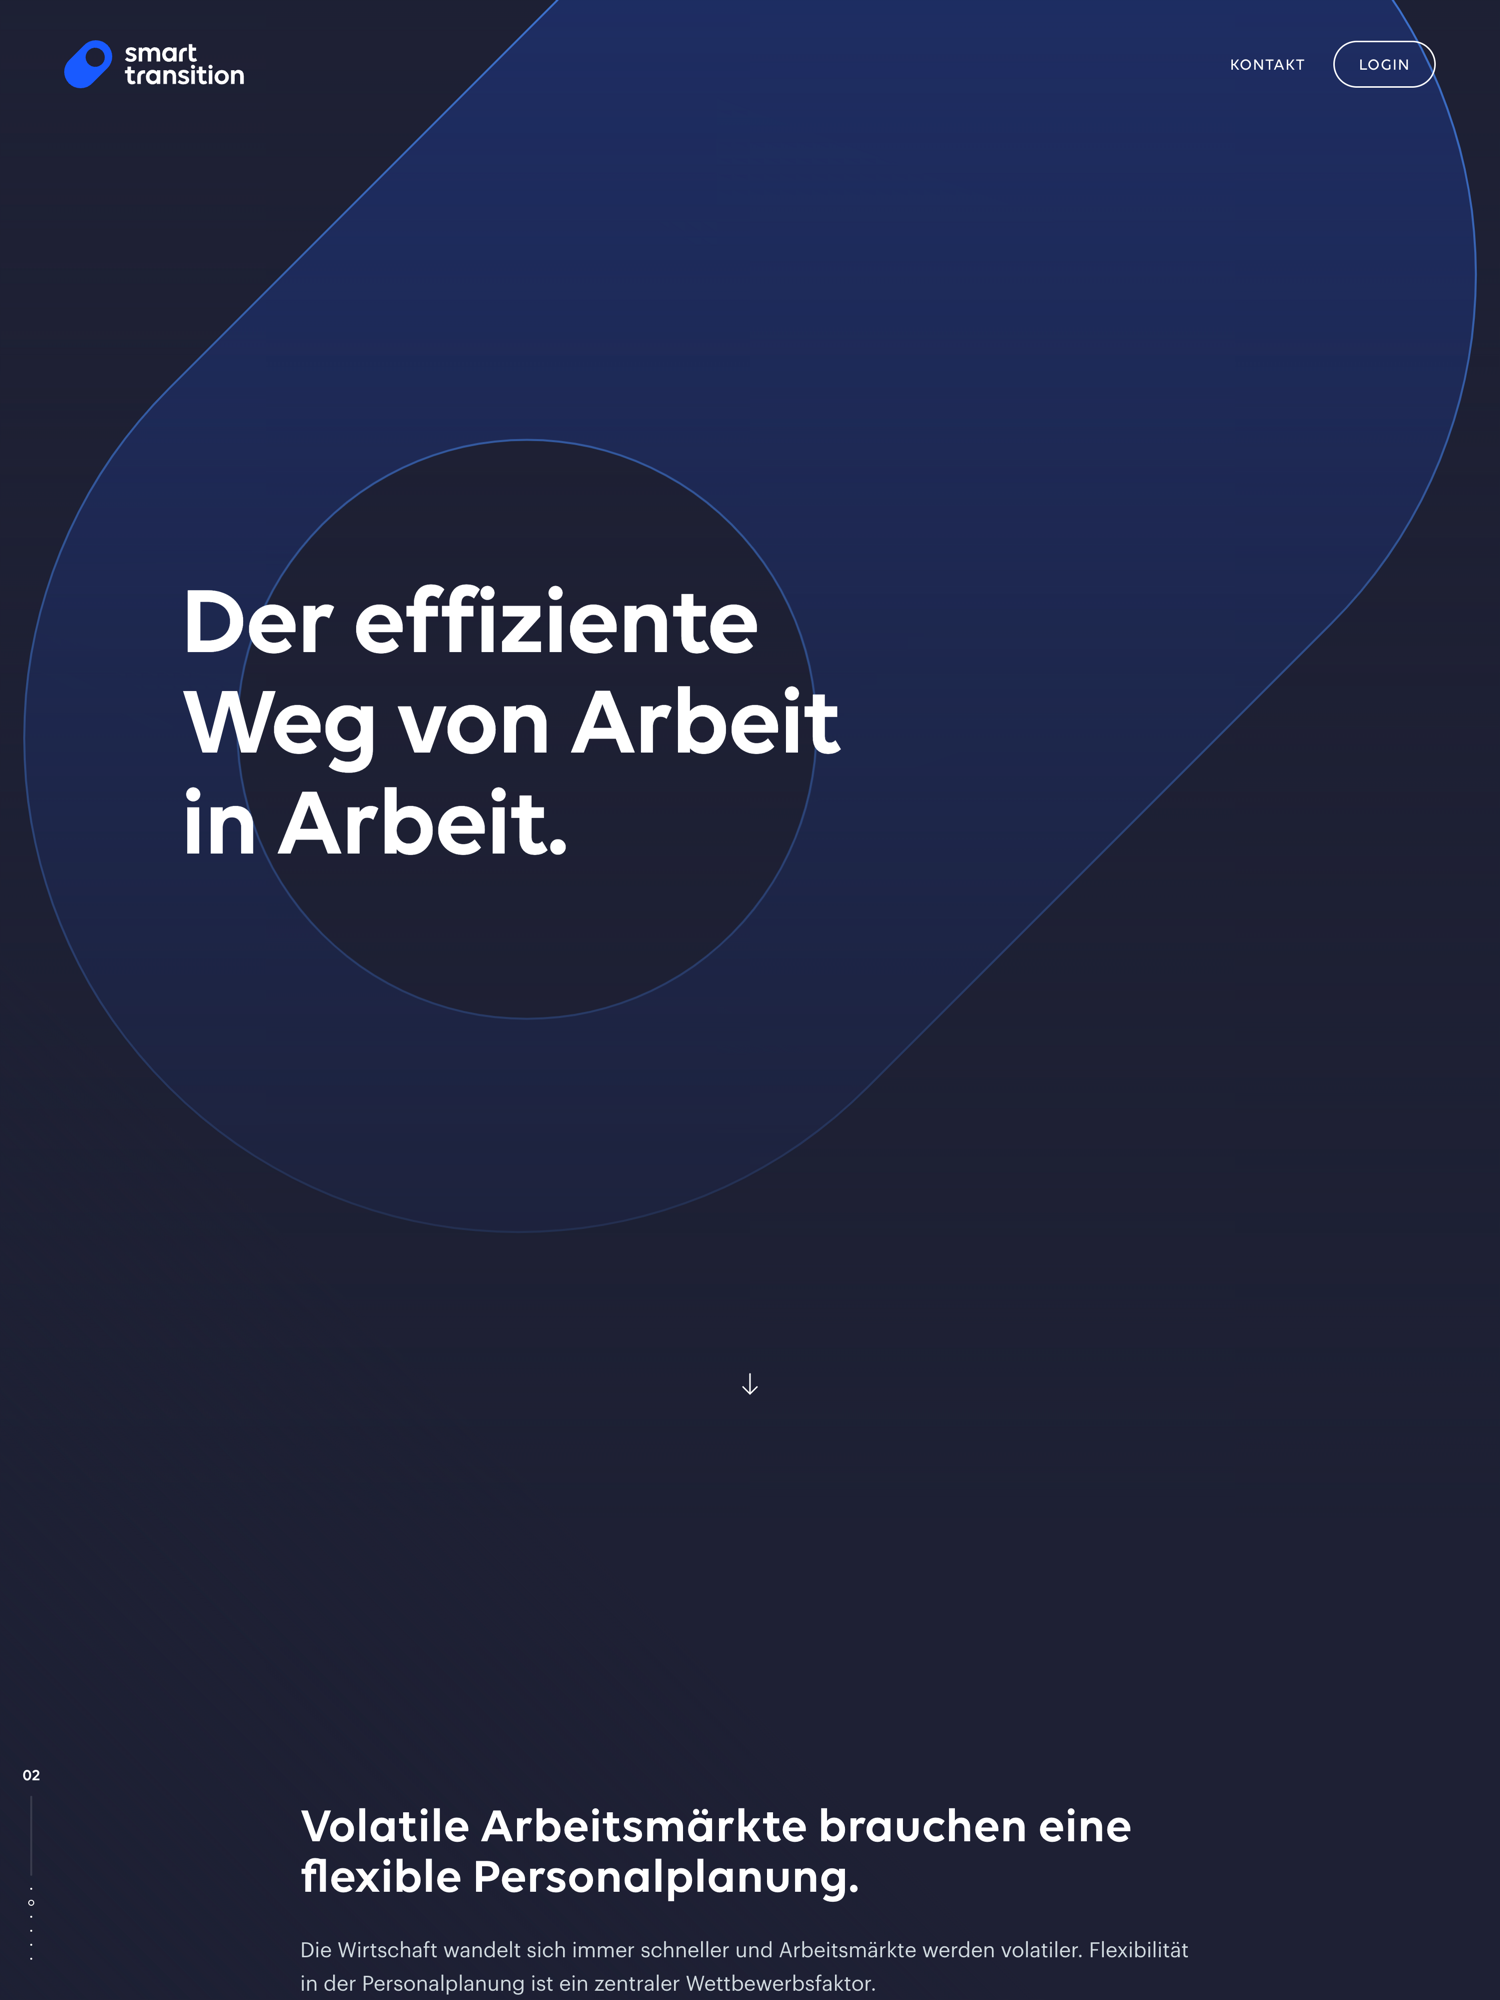 smart
transition
KONTAKT
LOGIN
Der effiziente
Weg von Arbeit
in Arbeit.
02
Volatile Arbeitsmärkte brauchen eine
flexible Personalplanung.
Die Wirtschaft wandelt sich immer schneller und Arbeitsmärkte werden volatiler. Flexibilität
in der Personalplanung ist ein zentraler Wettbewerbsfaktor.